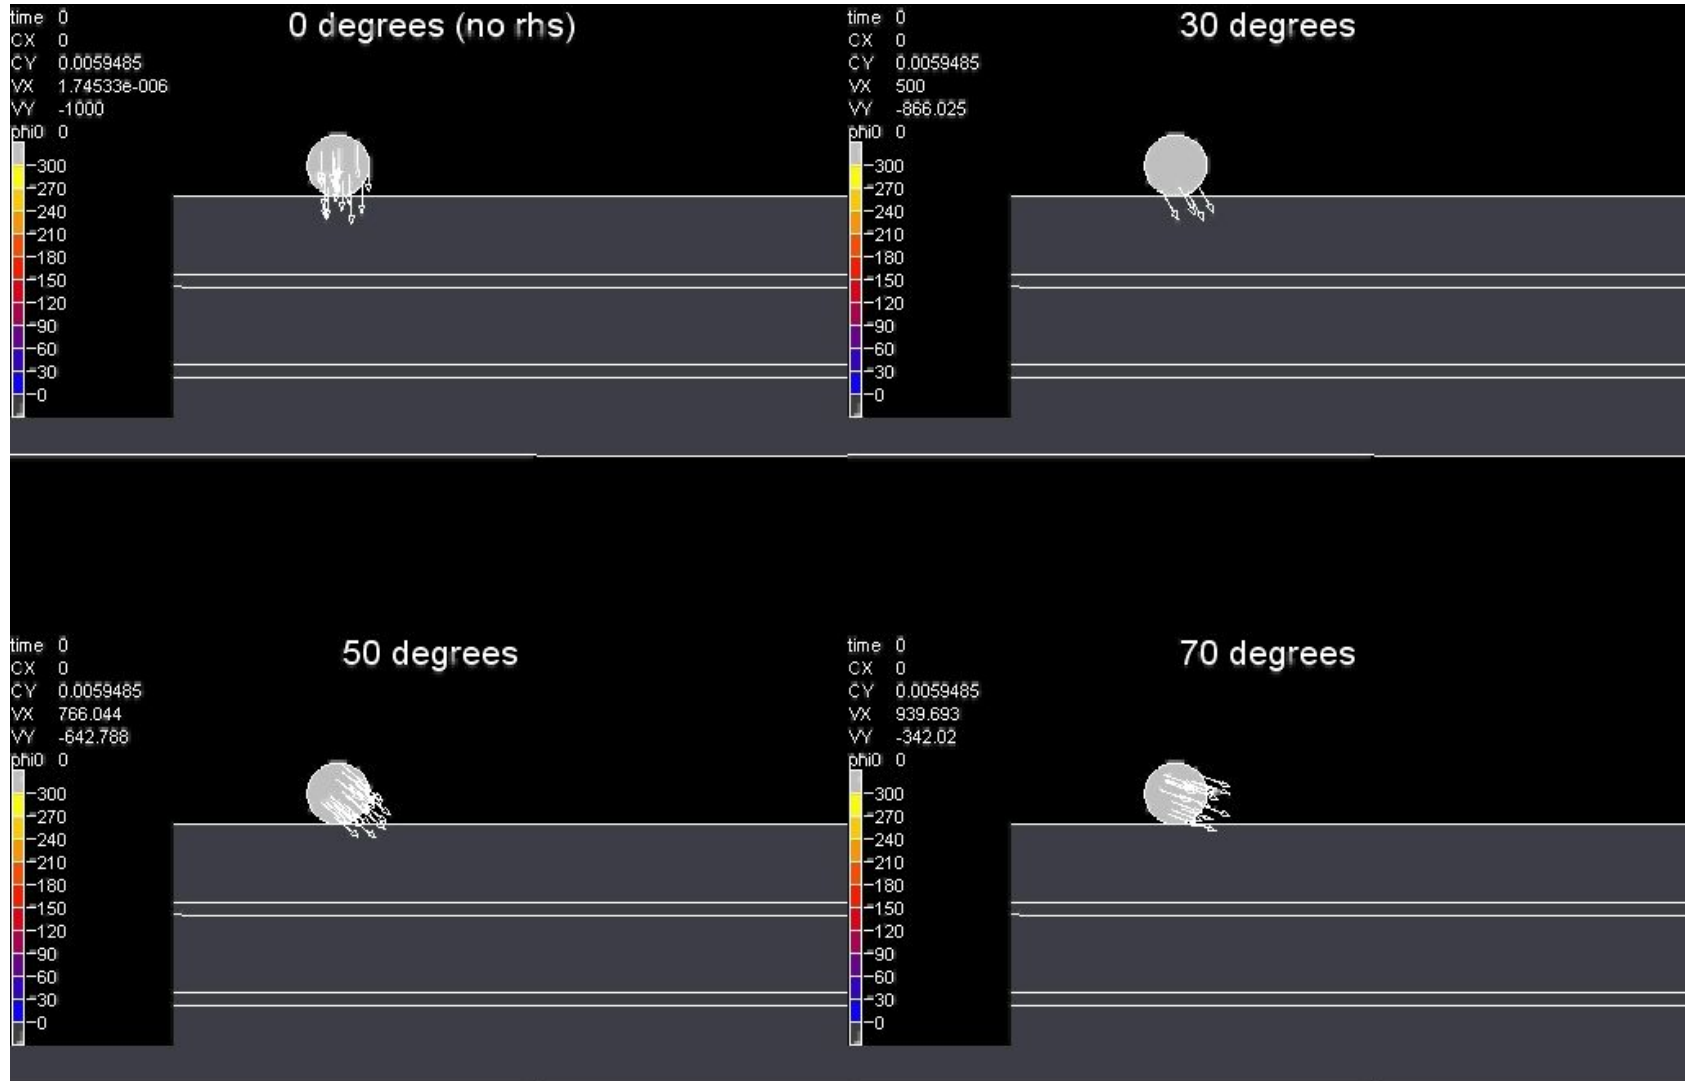 0 degrees (no rhs)
time 0
CX 0
CY 0.0059485
VX 1.74533e-006
VY -1000
phi0 0
300
270
240
210
180
150
120
90
60
30
0
30 degrees
time 0
CX 0
CY 0.0059485
VX 500
VY -866.025
phi0 0
300
270
240
210
180
150
120
90
60
30
0
50 degrees
time 0
CX 0
CY 0.0059485
VX 766.044
VY -642.788
phi0 0
300
270
240
210
180
150
120
90
60
30
0
70 degrees
time 0
CX 0
CY 0.0059485
VX 939.693
VY -342.02
phi0 0
300
270
240
210
180
150
120
90
60
30
0